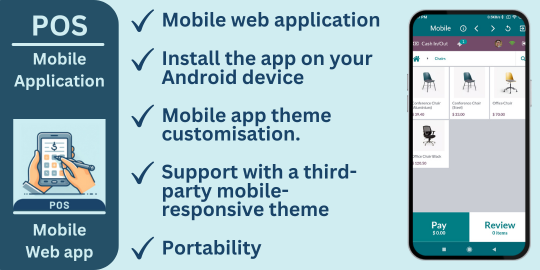 POS
Mobile
Application
POS
Mobile
Web app
Mobile web application
Install the app on your
Android device
Mobile app theme
customisation.
Support with a third-
party mobile-
responsive theme
Portability
Mobile
Cash In/Out
Chairs
Conference Chair
(Aluminium)
Conference Chair
(Steel)
Office Chair
$ 39.40
$ 33.00
$ 70.00
Office Chair Black
$ 120.50
Pay
$ 0.00
Review
0 items